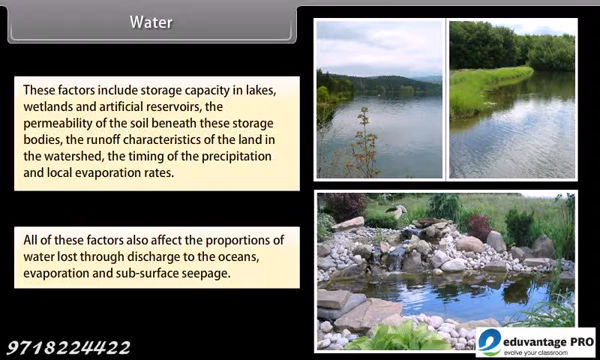 Water
These factors include storage capacity in lakes,
wetlands and artificial reservoirs, the
permeability of the soil beneath these storage
bodies, the runoff characteristics of the land in
the watershed, the timing of the precipitation
and local evaporation rates.
All of these factors also affect the proportions of
water lost through discharge to the oceans,
evaporation and sub-surface seepage.
9718224422
eduvantage PRO
evolve your classroom